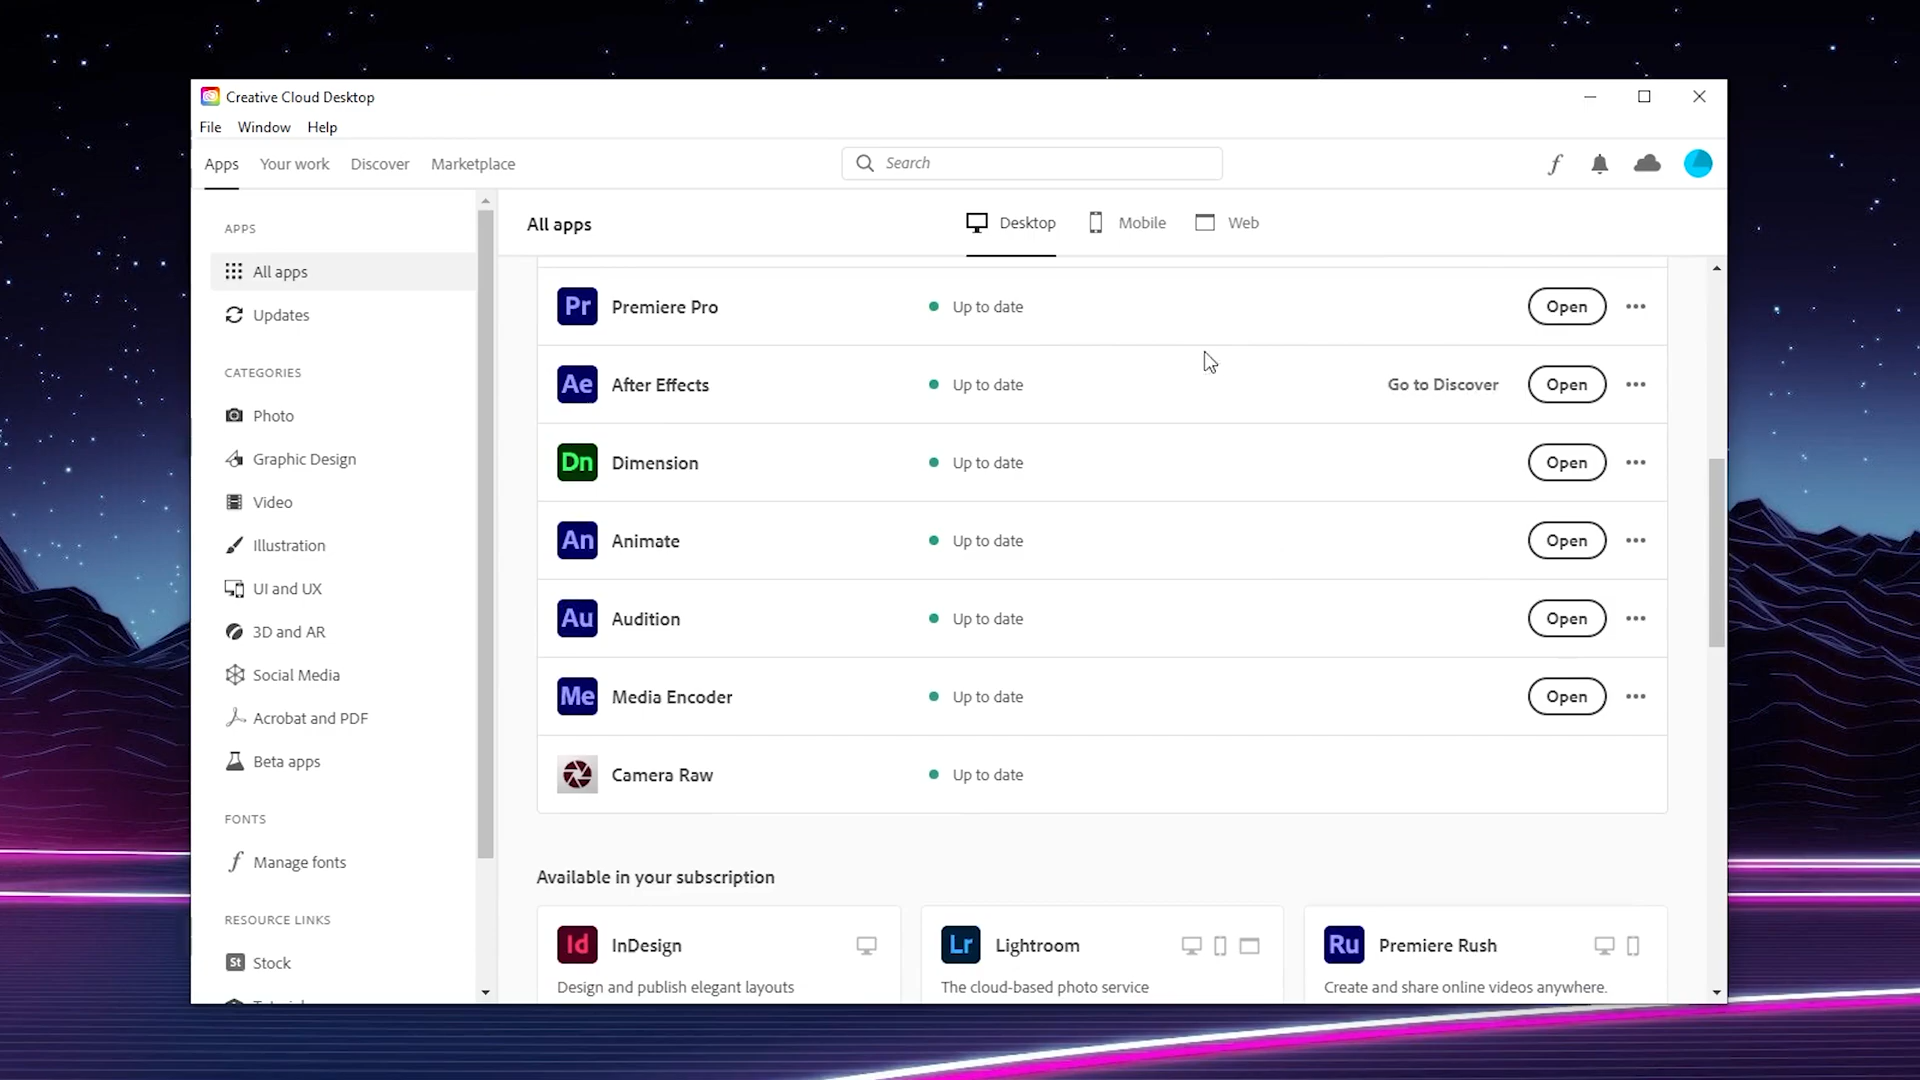 Creative Cloud Desktop
File Window Help
Apps Your work Discover Marketplace
Search
APPS
All apps
Updates
CATEGORIES
Photo
Graphic Design
Video
Illustration
UI and UX
3D and AR
Social Media
Acrobat and PDF
Beta apps
FONTS
Manage fonts
RESOURCE LINKS
St Stock
All apps
Desktop Mobile Web
Pr Premiere Pro Up to date Open
Ae After Effects Up to date Go to Discover Open
Dn Dimension Up to date Open
An Animate Up to date Open
Au Audition Up to date Open
Me Media Encoder Up to date Open
Camera Raw Up to date
Available in your subscription
Id InDesign
Design and publish elegant layouts
Lr Lightroom
The cloud-based photo service
Ru Premiere Rush
Create and share online videos anywhere.